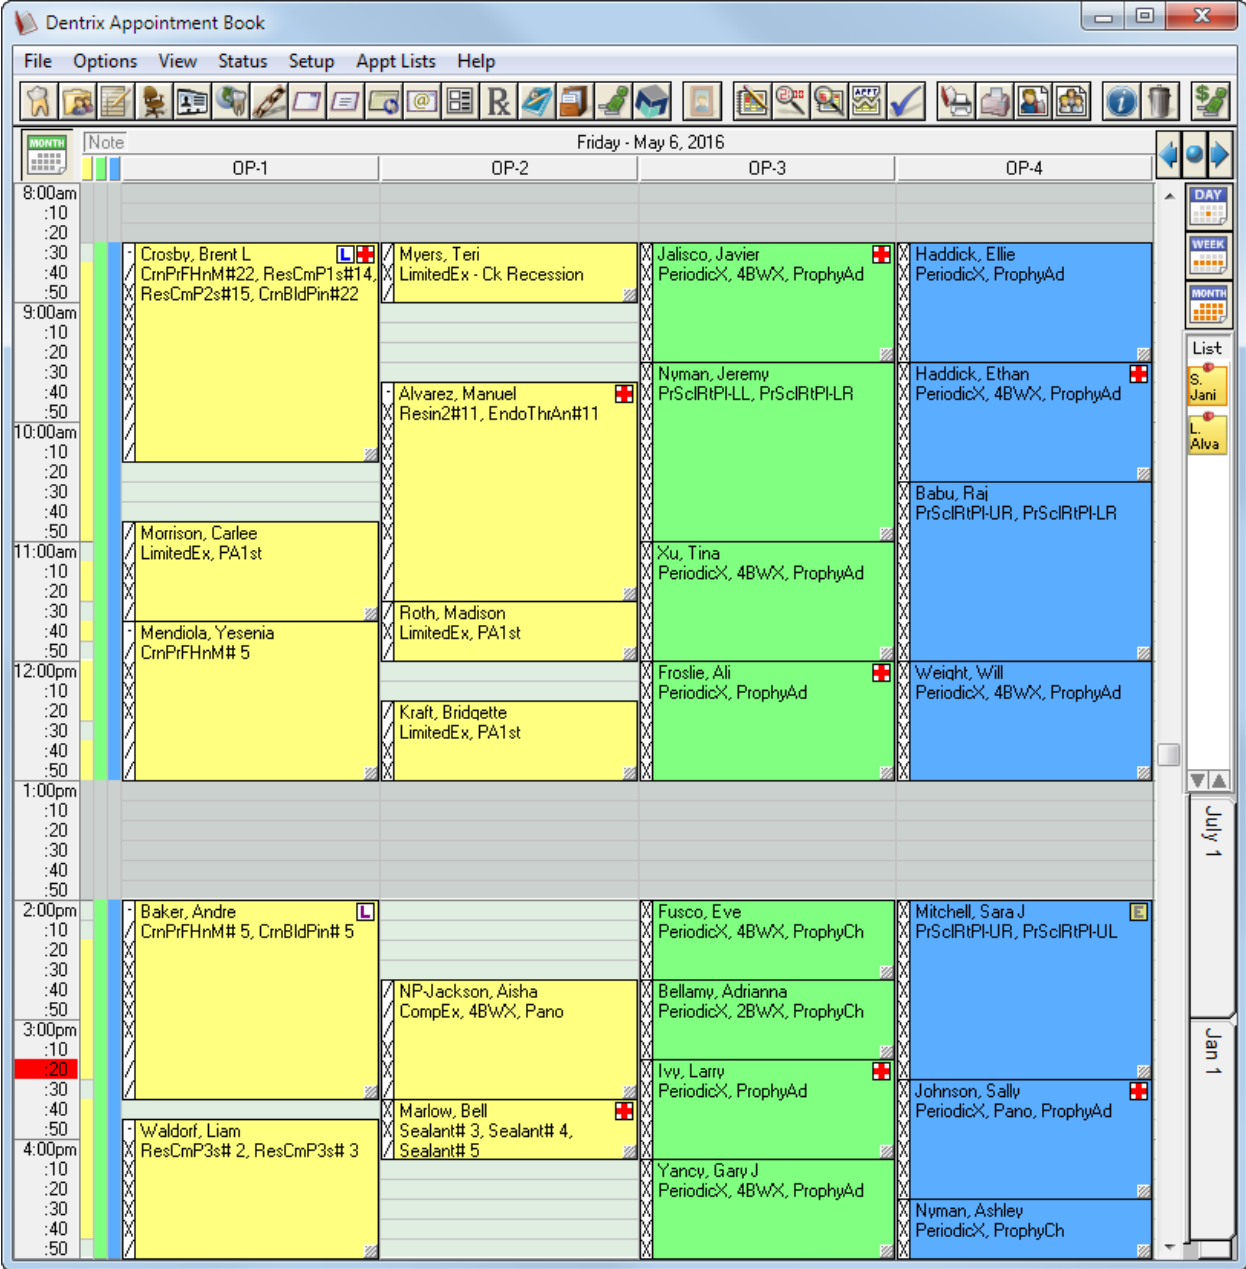 Dentrix Appointment Book
File Options View Status Setup Appt Lists Help
MONTH
Note
Friday - May 6, 2016
OP-1 OP-2 OP-3 OP-4
8:00am
:10
:20
:30
:40
:50
9:00am
:10
:20
:30
:40
:50
10:00am
:10
:20
:30
:40
:50
11:00am
:10
:20
:30
:40
:50
12:00pm
:10
:20
:30
:40
:50
1:00pm
:10
:20
:30
:40
:50
2:00pm
:10
:20
:30
:40
:50
3:00pm
:10
:20
:30
:40
:50
4:00pm
:10
:20
:30
:40
:50
Crosby, Brent L
L
CrnPrFHnM#22, ResCmP1s#14,
ResCmP2s#15, CrnBldPin#22
Morrison, Carlee
LimitedEx, PA1st
Mendiola, Yesenia
CrnPrFHnM# 5
Baker, Andre
L
CrnPrFHnM# 5, CrnBldPin# 5
Waldorf, Liam
ResCmP3s# 2, ResCmP3s# 3
Myers, Teri
LimitedEx - Ck Recession
Alvarez, Manuel
Resin2#11, EndoThrAn#11
Roth, Madison
LimitedEx, PA1st
Kraft, Bridgette
LimitedEx, PA1st
NP-Jackson, Aisha
CompEx, 4BWX, Pano
Marlow, Bell
Sealant# 3, Sealant# 4,
Sealant# 5
Jalisco, Javier
PeriodicX, 4BWX, ProphyAd
Nyman, Jeremy
PrSclRtPl-LL, PrSclRtPl-LR
Xu, Tina
PeriodicX, 4BWX, ProphyAd
Froslie, Ali
PeriodicX, ProphyAd
Fusco, Eve
PeriodicX, 4BWX, ProphyCh
Bellamy, Adrianna
PeriodicX, 2BWX, ProphyCh
Ivy, Larry
PeriodicX, ProphyAd
Yancy, Gary J
PeriodicX, 4BWX, ProphyAd
Haddick, Ellie
PeriodicX, ProphyAd
Haddick, Ethan
PeriodicX, 4BWX, ProphyAd
Babu, Raj
PrSclRtPl-UR, PrSclRtPl-LR
Weight, Will
PeriodicX, 4BWX, ProphyAd
Mitchell, Sara J
E
PrSclRtPl-UR, PrSclRtPl-UL
Johnson, Sally
PeriodicX, Pano, ProphyAd
Nyman, Ashley
PeriodicX, ProphyCh
DAY
WEEK
MONTH
List
S.
Jani
L.
Alva
July 1
Jan 1